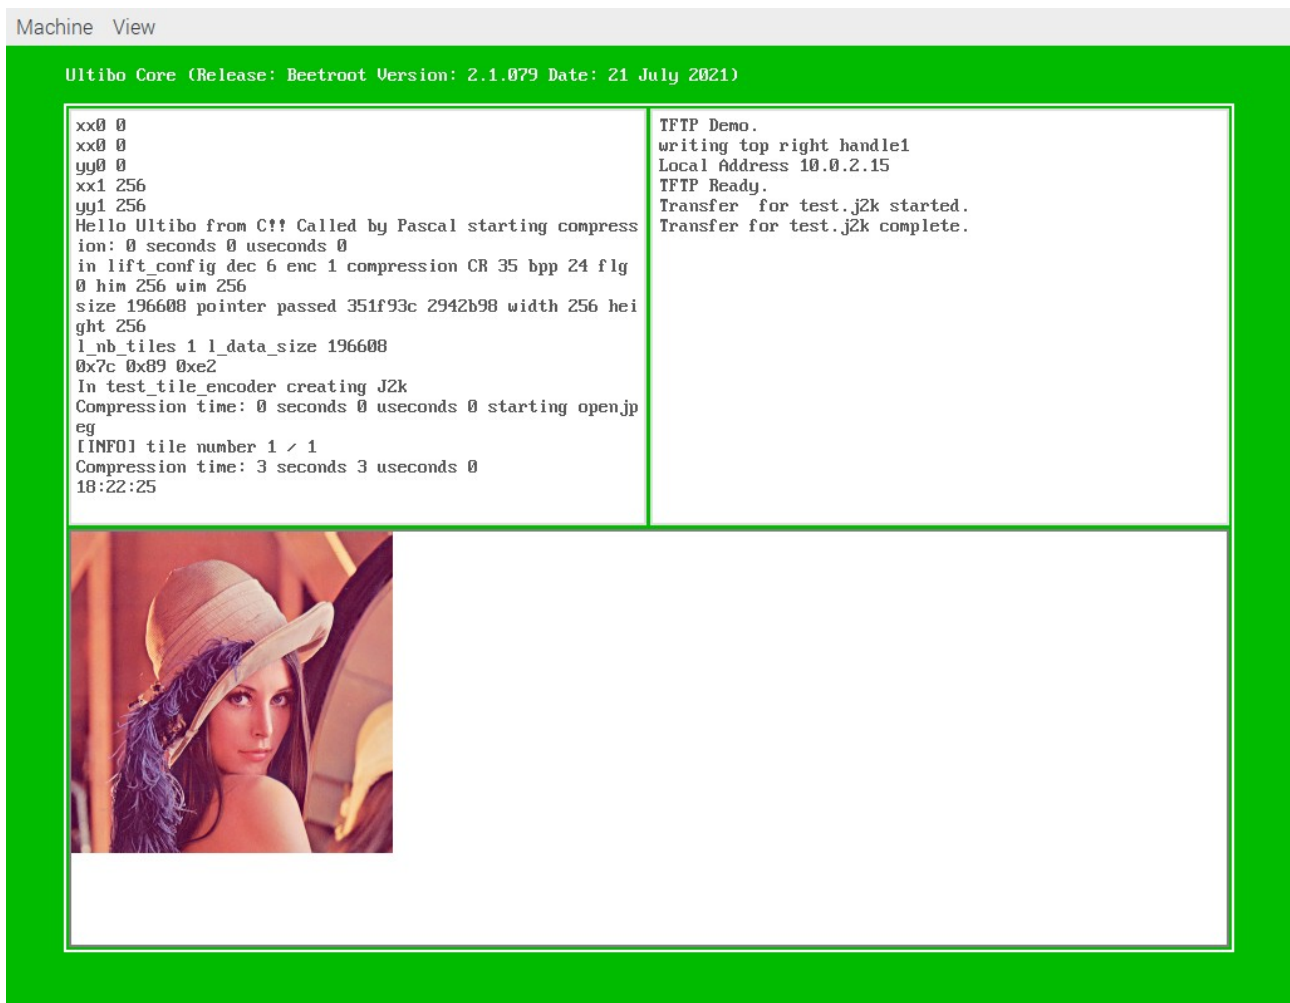 Machine View
Ultibo Core (Release: Beetroot Version: 2.1.079 Date: 21 July 2021)
xx0 0
xx0 0
yy0 0
xx1 256
yy1 256
Hello Ultibo from C!! Called by Pascal starting compress
ion: 0 seconds 0 useconds 0
in lift_config dec 6 enc 1 compression CR 35 bpp 24 flg
0 him 256 wim 256
size 196608 pointer passed 351f93c 2942b98 width 256 hei
ght 256
l_nb_tiles 1 l_data_size 196608
0x7c 0x89 0xe2
In test_tile_encoder creating J2k
Compression time: 0 seconds 0 useconds 0 starting openjp
eg
[INFO] tile number 1 / 1
Compression time: 3 seconds 3 useconds 0
18:22:25
TFTP Demo.
writing top right handle1
Local Address 10.0.2.15
TFTP Ready.
Transfer  for test.j2k started.
Transfer for test.j2k complete.